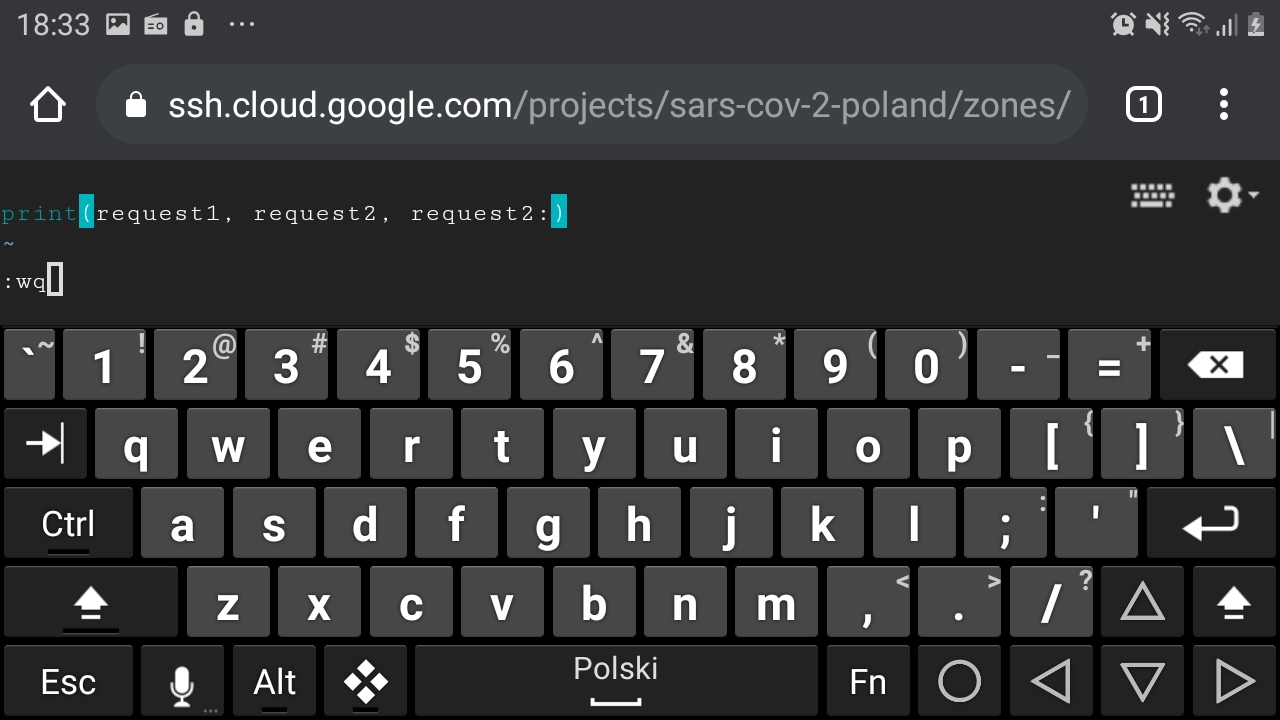 18:33 ...
ssh.cloud.google.com/projects/sars-cov-2-poland/zones/ 1
print(request1, request2, request2:)
~
:wq
` ~ 1 ! 2 @ 3 # 4 $ 5 % 6 ^ 7 & 8 * 9 ( 0 ) - _ = +
q w e r t y u i o p [ { ] } \ |
Ctrl a s d f g h j k l ; : ' "
z x c v b n m , < . > / ?
Esc ... Alt Polski Fn